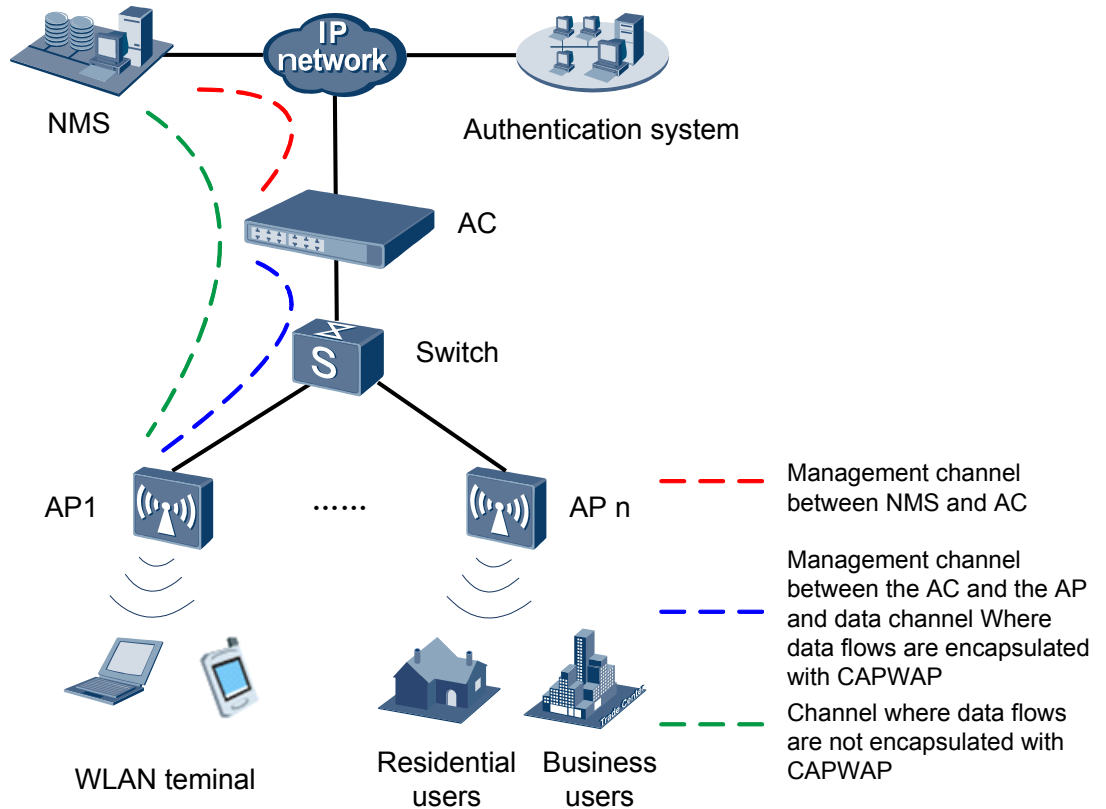 IP
network
NMS
Authentication system
AC
Switch
S
AP1
......
AP n
Management channel
between NMS and AC
Management channel
between the AC and the AP
and data channel Where
data flows are encapsulated
with CAPWAP
Channel where data flows
are not encapsulated with
CAPWAP
Trade Center
WLAN teminal
Residential
users
Business
users